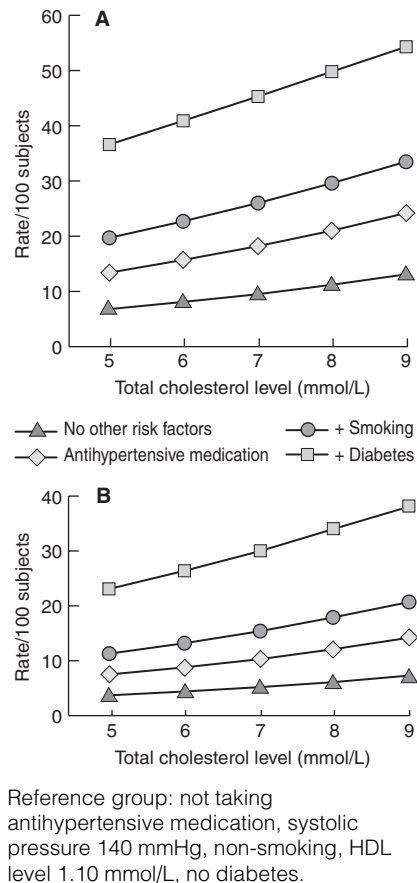 A
60
50
40
30
20
10
0
Rate/100 subjects
5 6 7 8 9
Total cholesterol level (mmol/L)
No other risk factors + Smoking
Antihypertensive medication + Diabetes
B
40
30
20
10
0
Rate/100 subjects
5 6 7 8 9
Total cholesterol level (mmol/L)
Reference group: not taking
antihypertensive medication, systolic
pressure 140 mmHg, non-smoking, HDL
level 1.10 mmol/L, no diabetes.